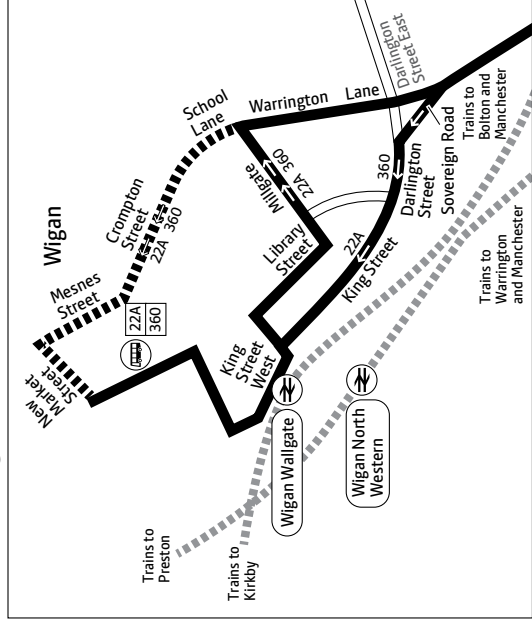 Wigan
School
Lane
Warrington
Lane
Darlington
Street East
Crompton
Street
22A 360
Mesnes
Street
New
Market
Street
22A
360
Millgate
22A 360
Library
Street
360
Darlington
Street
Sovereign Road
Trains to
Bolton and
Manchester
22A
King Street
King
Street
West
Trains to
Warrington
and Manchester
Wigan Wallgate
Wigan North
Western
Trains to
Preston
Trains to
Kirkby